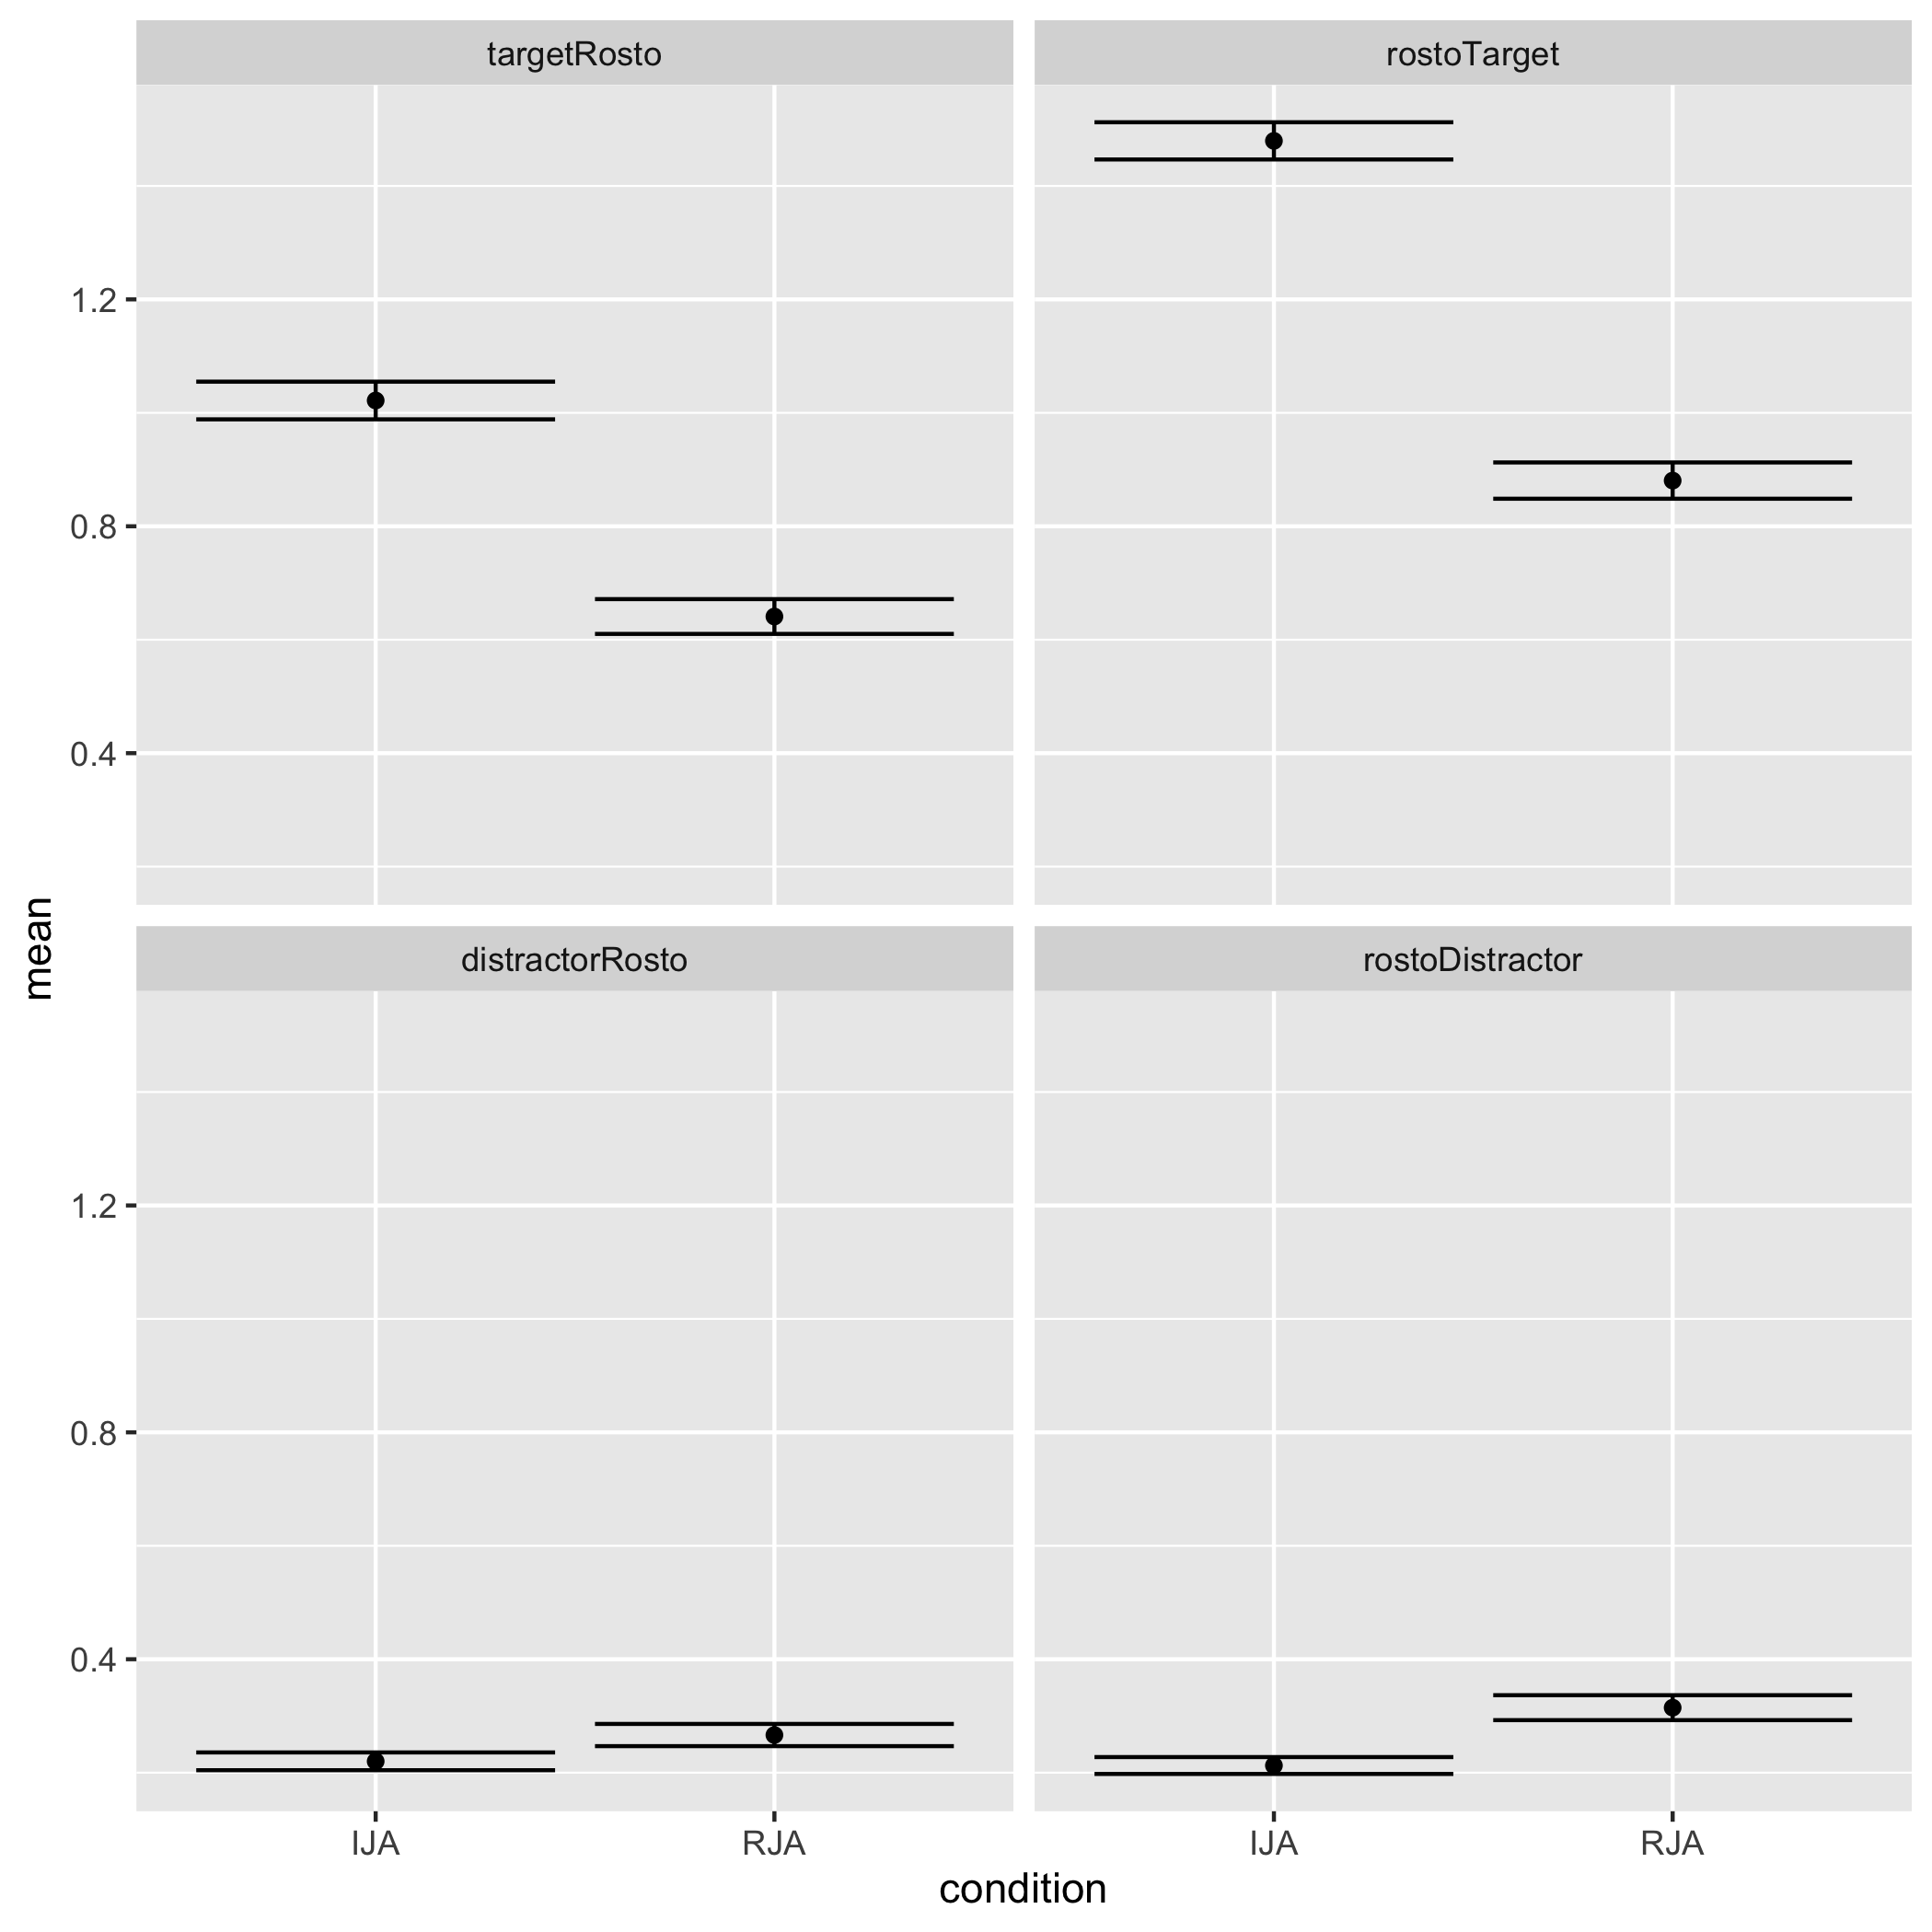 targetRosto
rostoTarget
1.2
0.8
0.4
mean
distractorRosto
rostoDistractor
1.2
0.8
0.4
IJA
RJA
IJA
RJA
condition